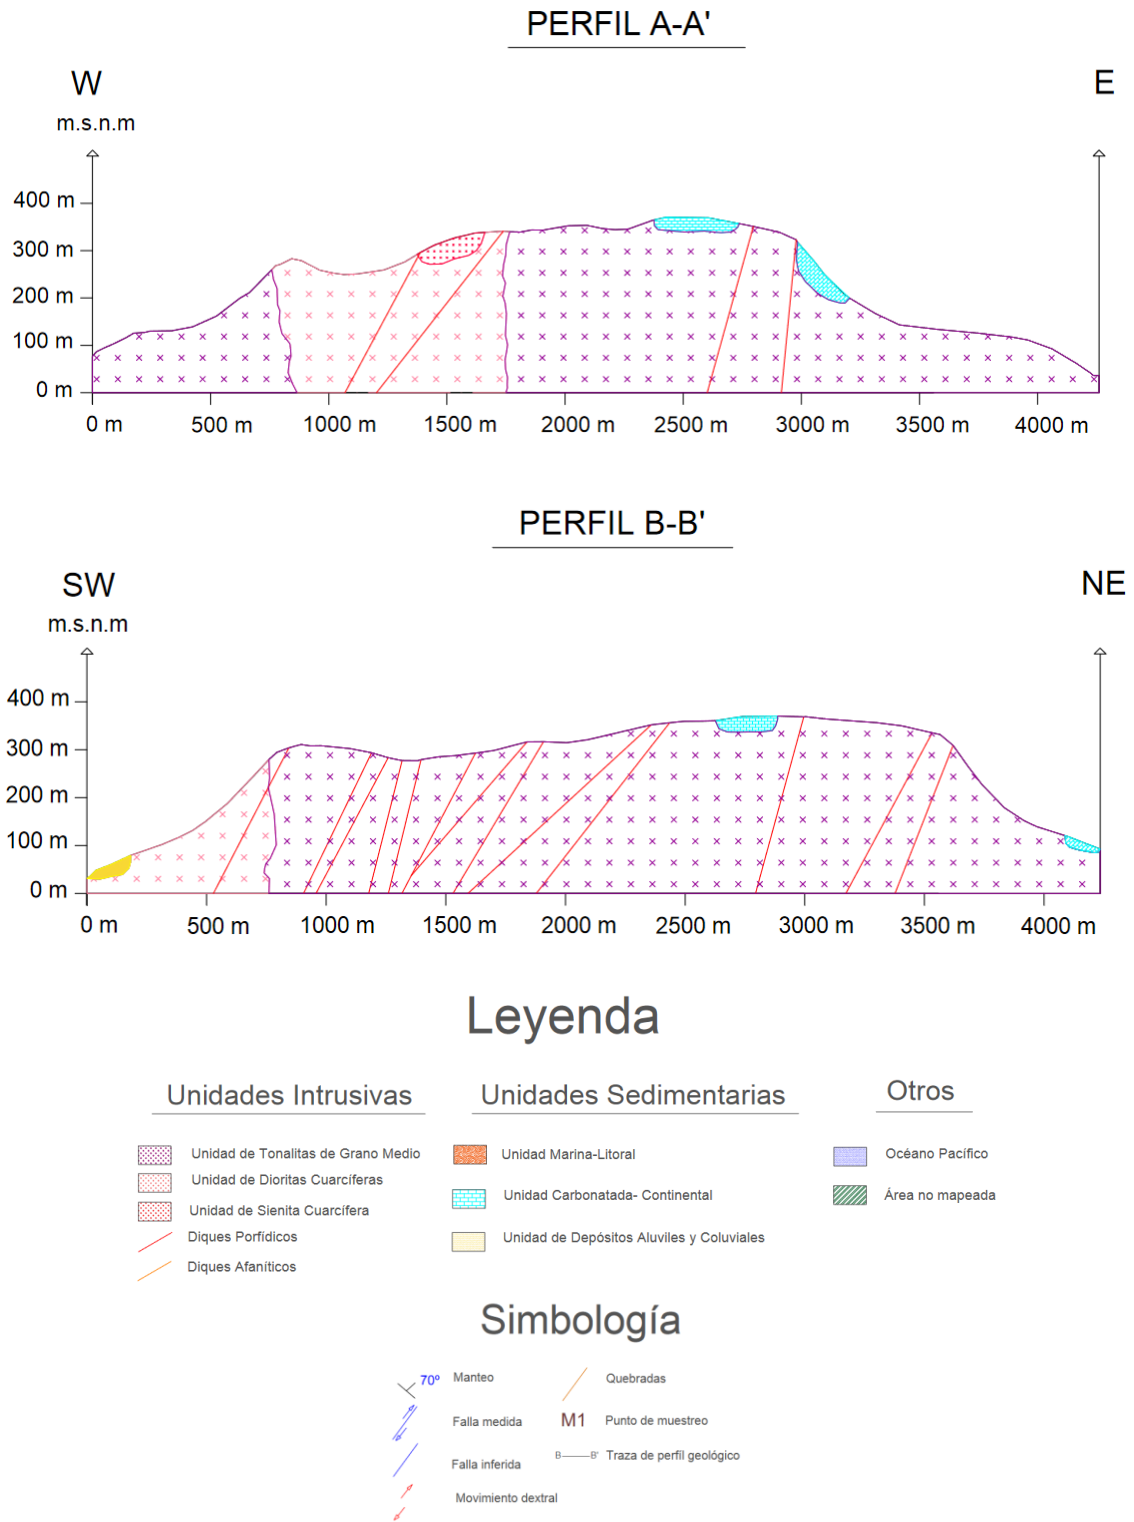 PERFIL A-A'
W
E
m.s.n.m
400 m
300 m
200 m
100 m
0 m
0 m 500 m 1000 m 1500 m 2000 m 2500 m 3000 m 3500 m 4000 m
PERFIL B-B'
SW
NE
m.s.n.m
400 m
300 m
200 m
100 m
0 m
0 m 500 m 1000 m 1500 m 2000 m 2500 m 3000 m 3500 m 4000 m
Leyenda
Unidades Intrusivas
Unidad de Tonalitas de Grano Medio
Unidad de Dioritas Cuarcíferas
Unidad de Sienita Cuarcífera
Diques Porfídicos
Diques Afaníticos
Unidades Sedimentarias
Unidad Marina-Litoral
Unidad Carbonatada- Continental
Unidad de Depósitos Aluviles y Coluviales
Otros
Océano Pacífico
Área no mapeada
Simbología
70º Manteo
Falla medida
Falla inferida
Movimiento dextral
Quebradas
M1 Punto de muestreo
B B' Traza de perfil geológico